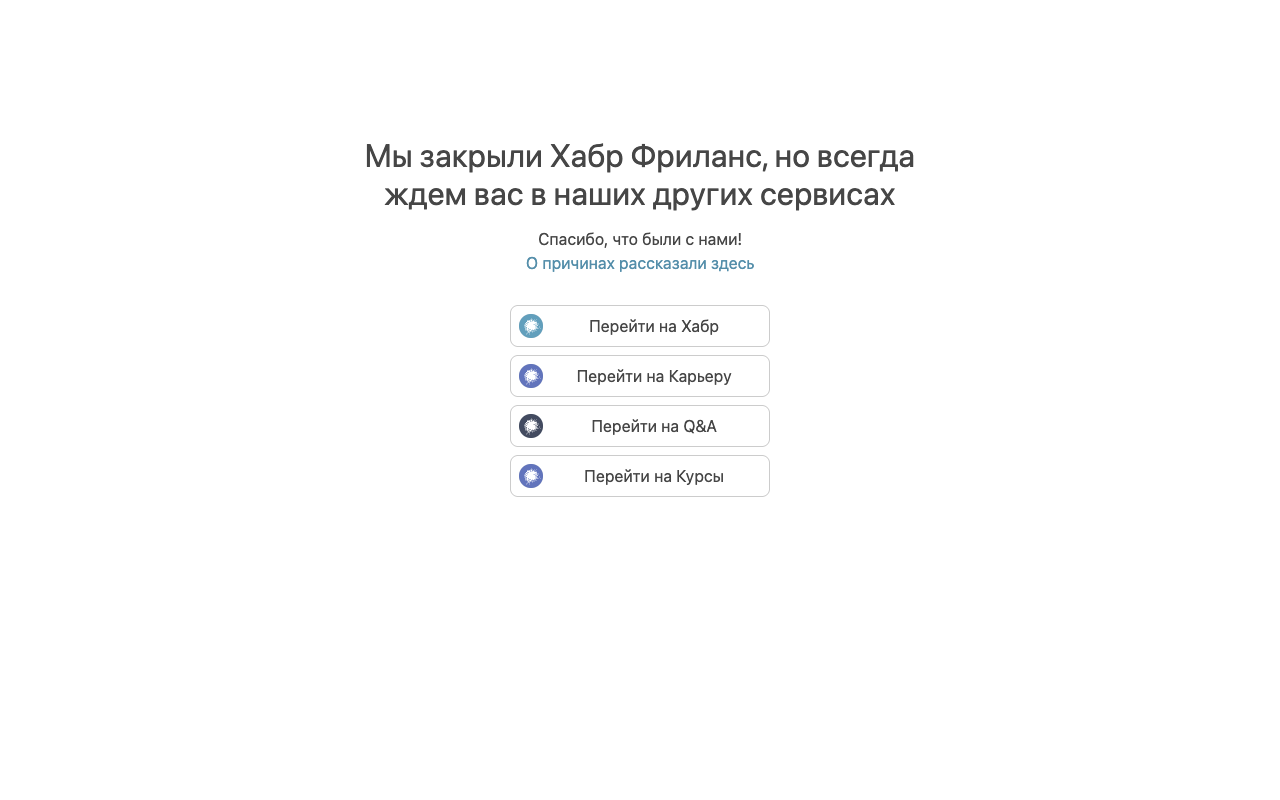 Мы закрыли Хабр Фриланс, но всегда
ждем вас в наших других сервисах
Спасибо, что были с нами!
О причинах рассказали здесь
Перейти на Хабр
Перейти на Карьеру
Перейти на Q&A
Перейти на Курсы